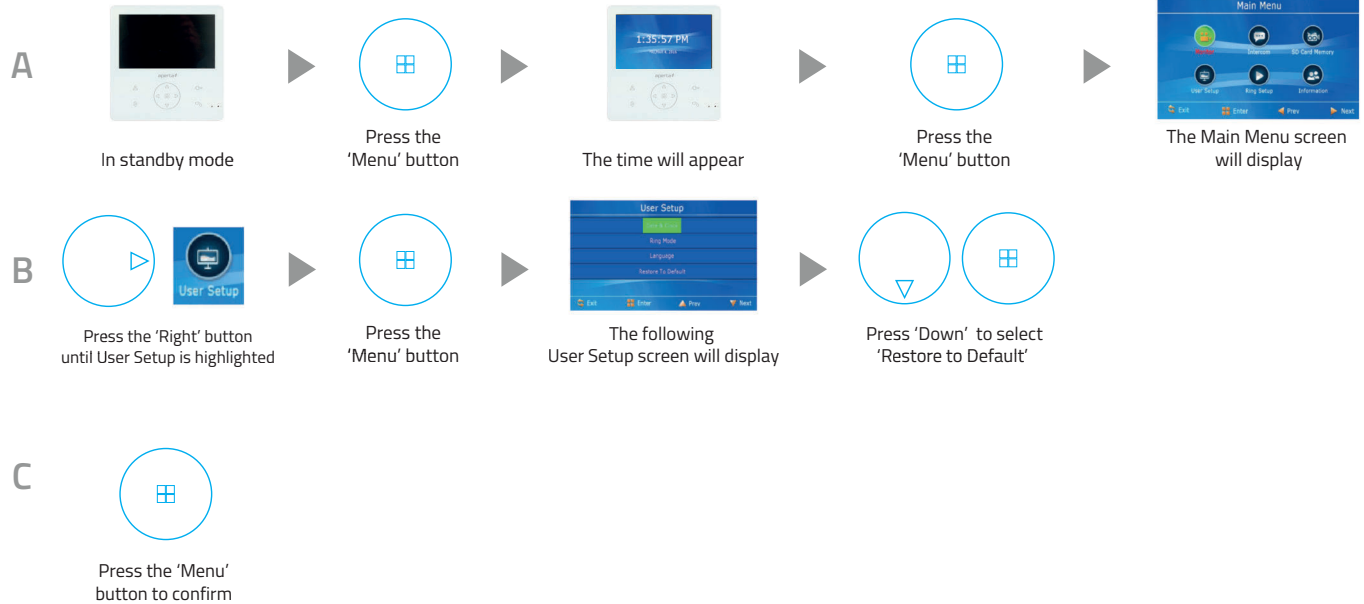 A
1:35:57 PM
Main Menu
Intercom
SD Card Memory
User Setup
Ring Setup
Information
Exit
Enter
Prev
Next
In standby mode
Press the
‘Menu’ button
The time will appear
Press the
‘Menu’ button
The Main Menu screen
will display
B
User Setup
User Setup
Ring Mode
Language
Restore To Default
Exit
Enter
Prev
Next
Press the ‘Right’ button
until User Setup is highlighted
Press the
‘Menu’ button
The following
User Setup screen will display
Press ‘Down’ to select
‘Restore to Default’
C
Press the ‘Menu’
button to confirm